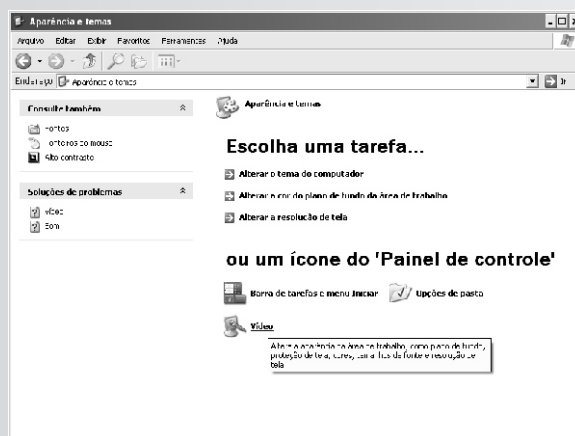 Aparência e temas
Arquivo Editar Exibir Favoritos Ferramentas Ajuda
Endereço Aparência e temas Ir
Consulte também
Fontes
Ponteiros do mouse
Alto contraste
Soluções de problemas
Vídeo
Som
Aparência e temas
Escolha uma tarefa...
Alterar o tema do computador
Alterar a cor do plano de fundo da área de trabalho
Alterar a resolução de tela
ou um ícone do 'Painel de controle'
Barra de tarefas e menu Iniciar
Opções de pasta
Vídeo
Altera a aparência da área de trabalho, como plano de fundo,
proteção de tela, cores, tamanhos de fonte e resolução de
tela